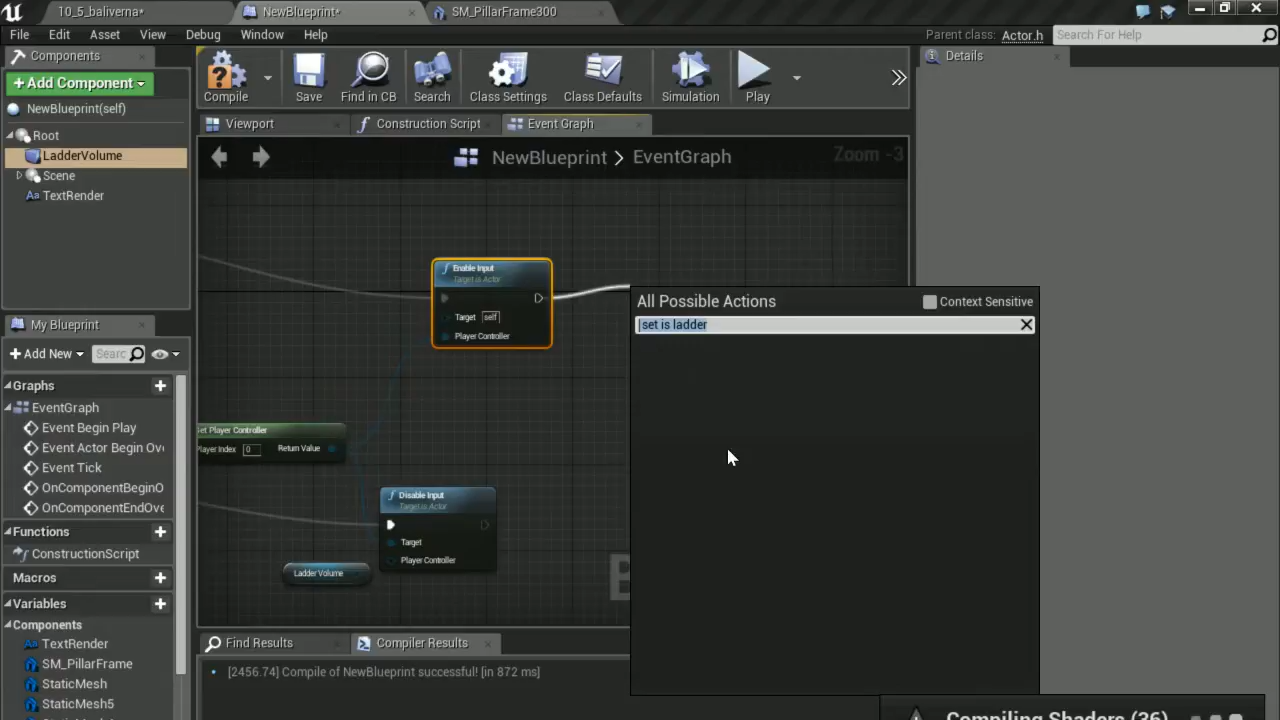 10_5_baliverna*
NewBlueprint*
SM_PillarFrame300
File Edit Asset View Debug Window Help
Parent class: Actor.h
Search For Help
Components
Details
+Add Component
Compile
Save
Find in CB
Search
Class Settings
Class Defaults
Simulation
Play
NewBlueprint(self)
Root
LadderVolume
Scene
TextRender
Viewport
Construction Script
Event Graph
NewBlueprint > EventGraph
Zoom -3
Enable Input
Target is Actor
Target self
Player Controller
All Possible Actions
Context Sensitive
set is ladder
My Blueprint
+Add New
Searc
Graphs
EventGraph
Event Begin Play
Event Actor Begin Ov
Event Tick
OnComponentBeginO
OnComponentEndOve
Functions
ConstructionScript
Macros
Variables
Components
TextRender
SM_PillarFrame
StaticMesh
StaticMesh5
Get Player Controller
Player Index 0
Return Value
Disable Input
Target is Actor
Target
Player Controller
Ladder Volume
B
Find Results
Compiler Results
[2456.74] Compile of NewBlueprint successful! [in 872 ms]
Compiling Shaders (36)